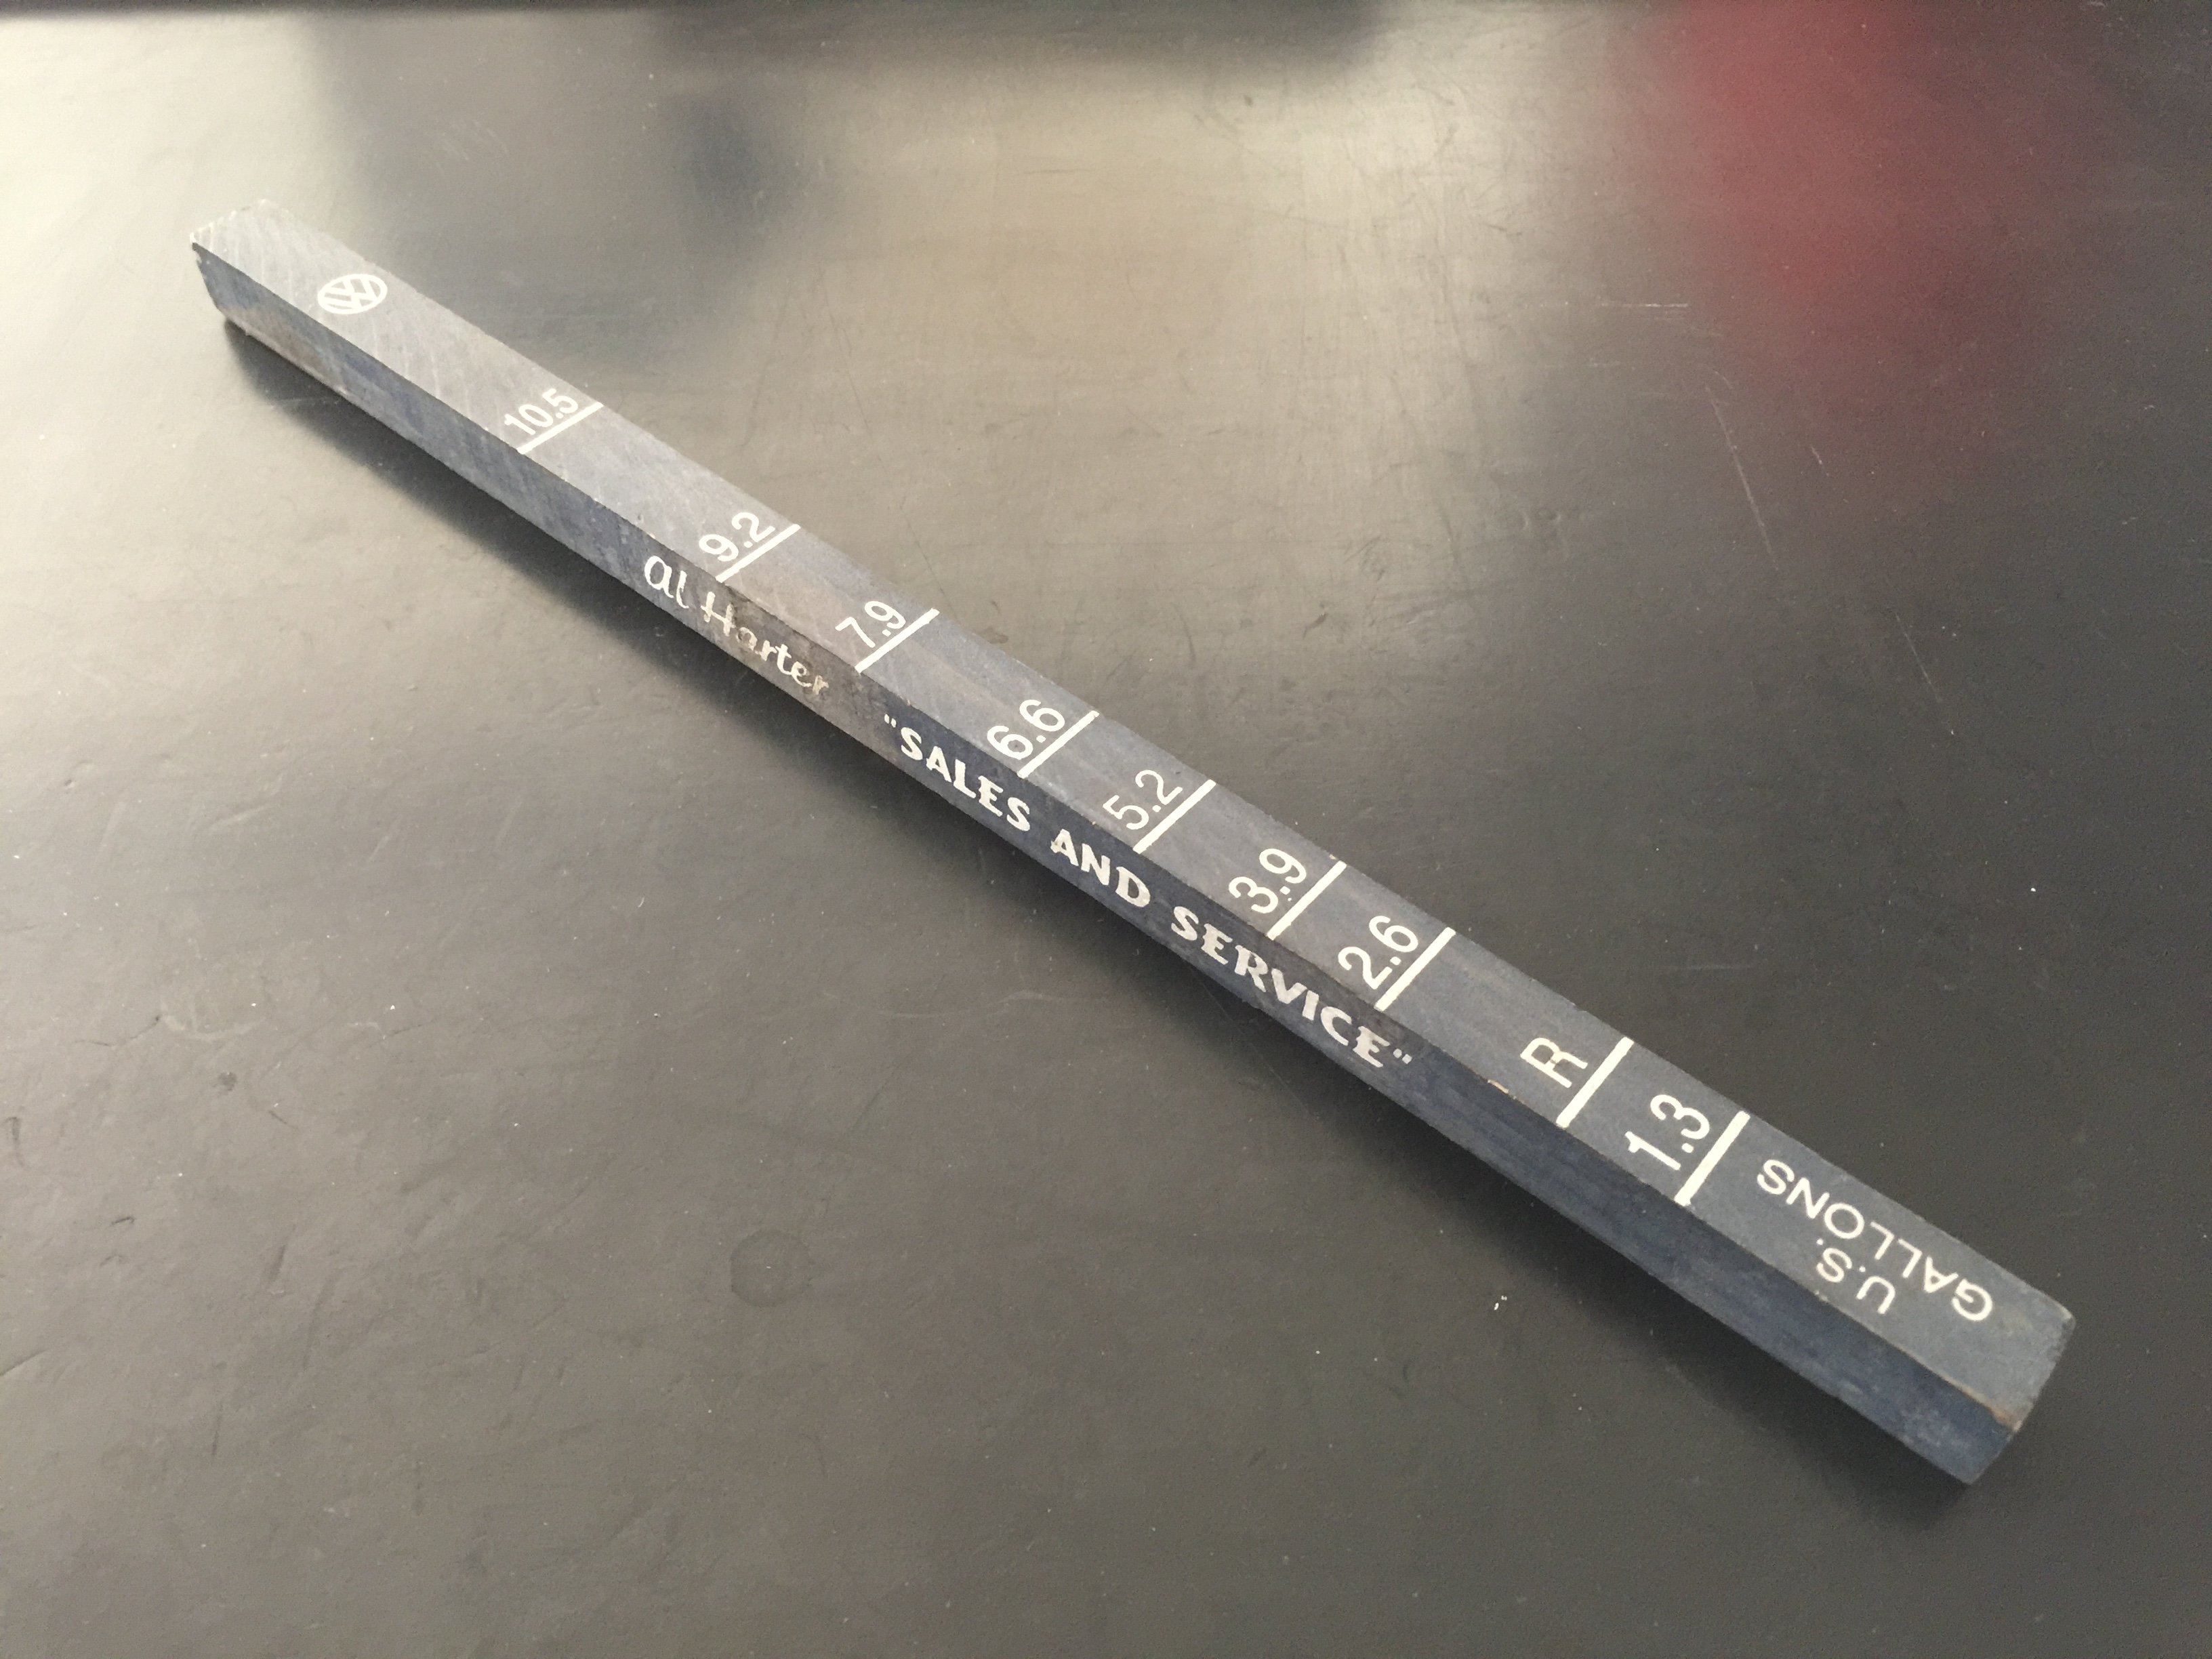 VW
10.5
9.2
7.9
6.6
5.2
3.9
2.6
R
1.3
U.S.
GALLONS
Al Harter
"SALES AND SERVICE"